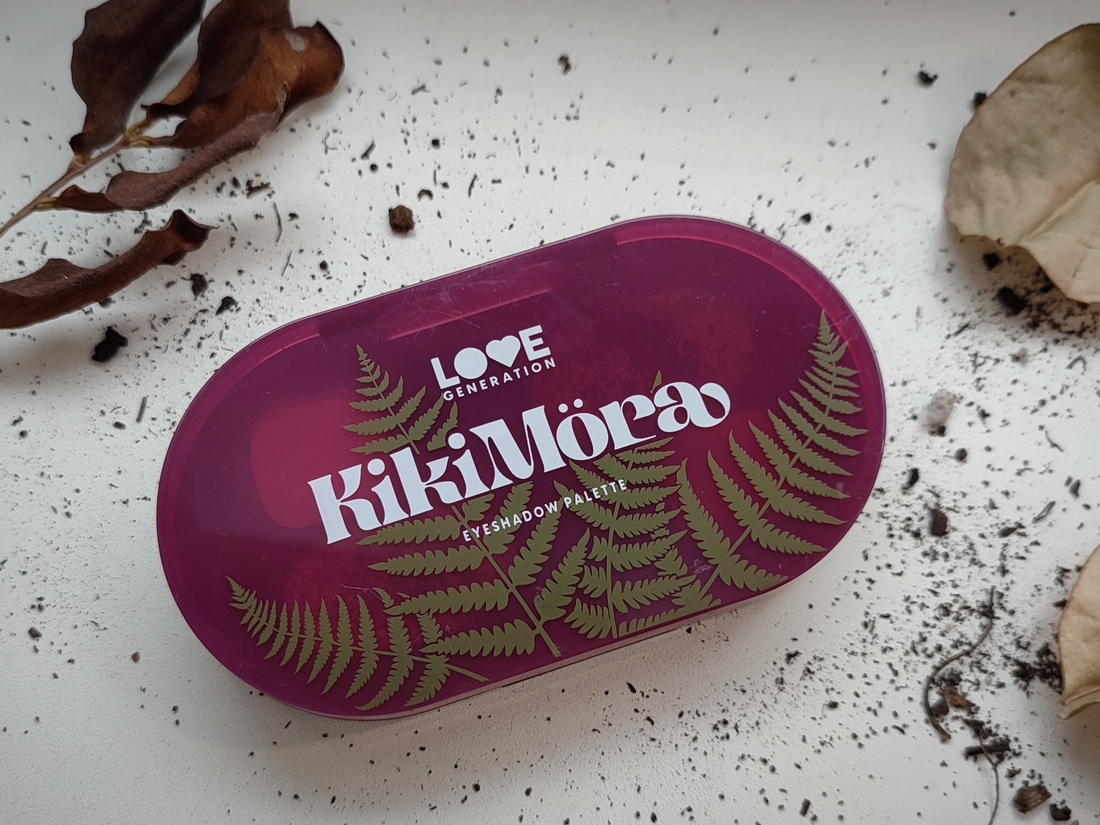 LOVE
GENERATION
KikiMöra
EYESHADOW PALETTE